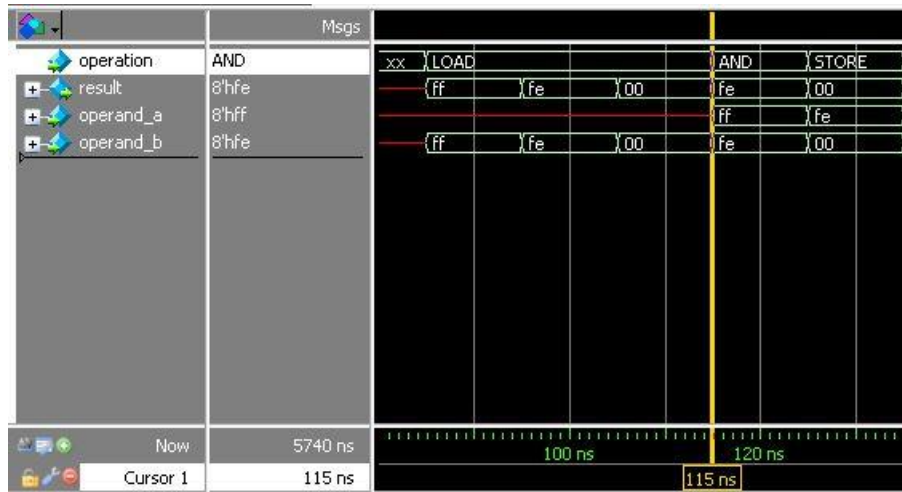 Msgs
operation AND xx LOAD AND STORE
result 8'hfe ff fe 00 fe 00
operand_a 8'hff ff fe
operand_b 8'hfe ff fe 00 fe 00
Now 5740 ns 100 ns 120 ns
Cursor 1 115 ns 115 ns